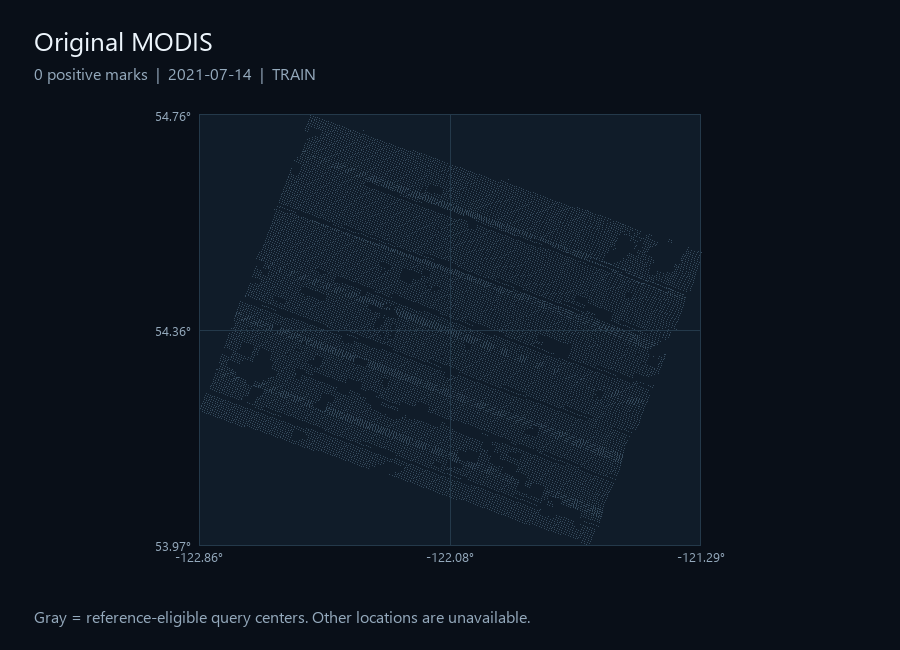 Original MODIS
0 positive marks | 2021-07-14 | TRAIN
54.76°
54.36°
53.97°
-122.86°
-122.08°
-121.29°
Gray = reference-eligible query centers. Other locations are unavailable.